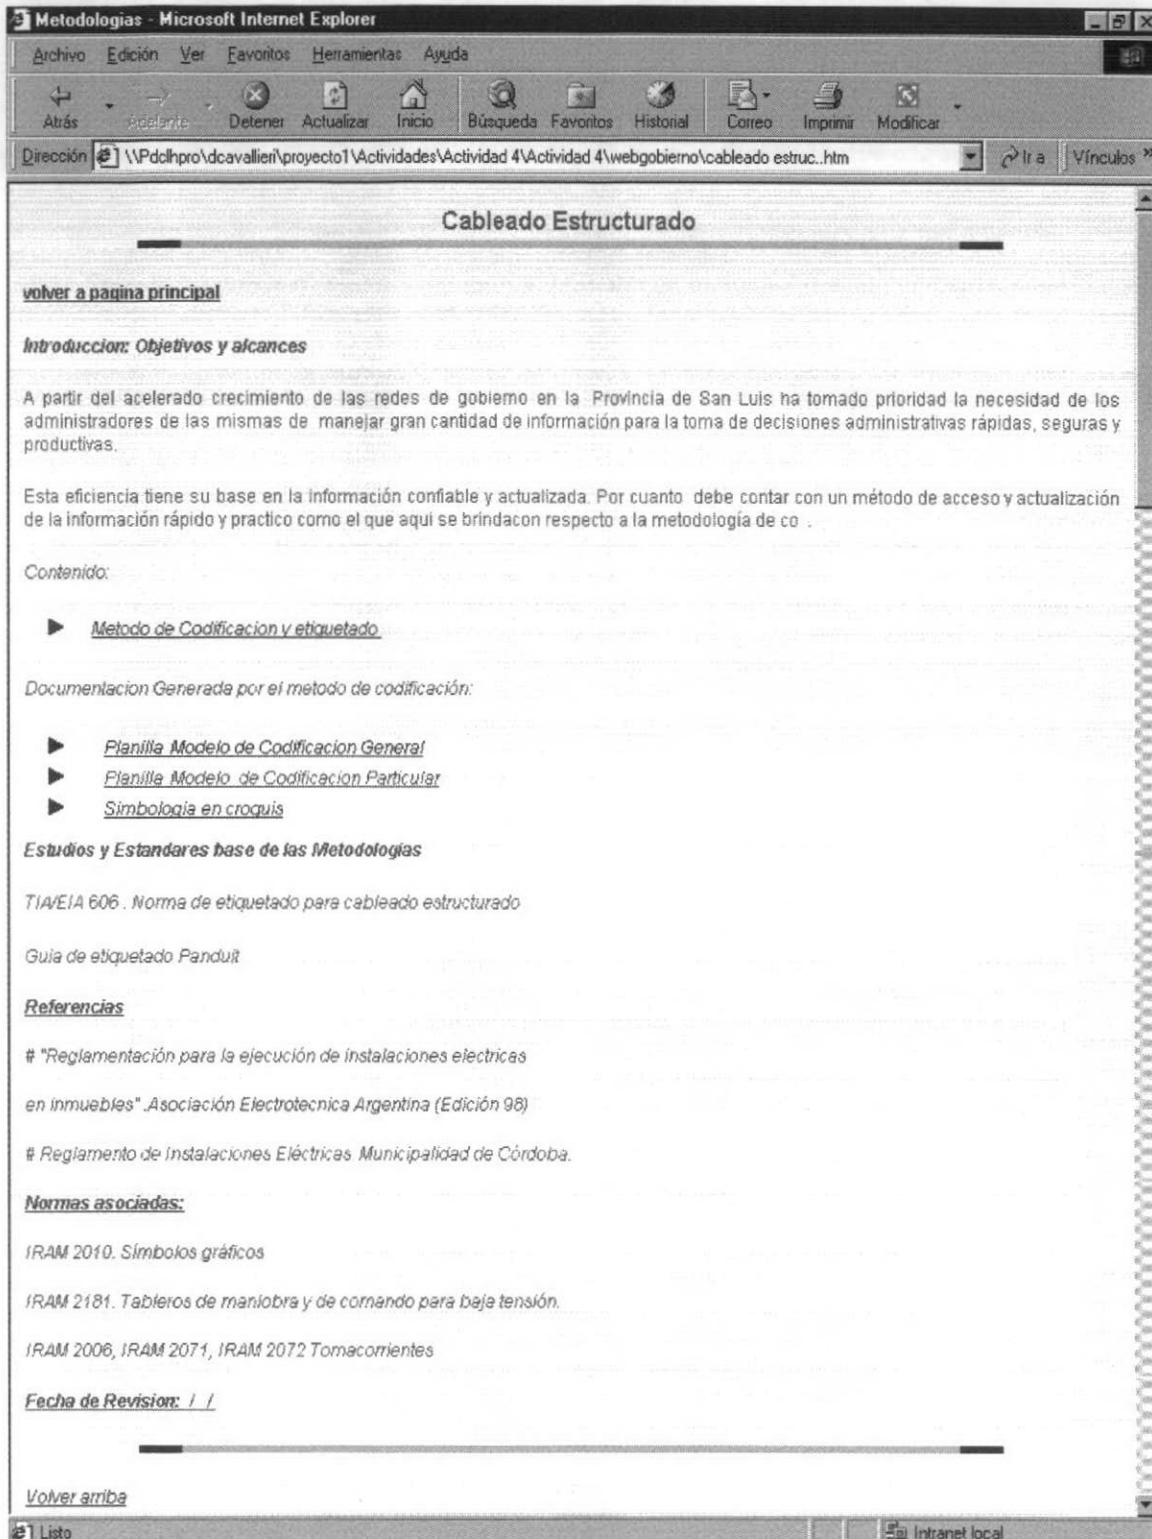 Metodologias - Microsoft Internet Explorer
Archivo Edición Ver Favoritos Herramientas Ayuda
Atrás Adelante Detener Actualizar Inicio Búsqueda Favoritos Historial Correo Imprimir Modificar
Dirección \\Pdclhpro\dcavallieri\proyecto1\Actividades\Actividad 4\Actividad 4\webgobierno\cableado estruc..htm Ir a Vínculos »
Cableado Estructurado
volver a pagina principal
Introduccion: Objetivos y alcances
A partir del acelerado crecimiento de las redes de gobierno en la Provincia de San Luis ha tomado prioridad la necesidad de los
administradores de las mismas de manejar gran cantidad de información para la toma de decisiones administrativas rápidas, seguras y
productivas.
Esta eficiencia tiene su base en la información confiable y actualizada. Por cuanto debe contar con un método de acceso y actualización
de la información rápido y practico como el que aqui se brindacon respecto a la metodología de co .
Contenido:
Metodo de Codificacion y etiquetado
Documentacion Generada por el metodo de codificación:
Planilla Modelo de Codificacion General
Planilla Modelo de Codificacion Particular
Simbologia en croquis
Estudios y Estandares base de las Metodologías
TIA/EIA 606 . Norma de etiquetado para cableado estructurado
Guia de etiquetado Panduit
Referencias
# "Reglamentación para la ejecución de instalaciones electricas
en inmuebles" .Asociación Electrotecnica Argentina (Edición 98)
# Reglamento de Instalaciones Eléctricas Municipalidad de Córdoba.
Normas asociadas:
IRAM 2010. Símbolos gráficos
IRAM 2181. Tableros de maniobra y de comando para baja tensión.
IRAM 2006, IRAM 2071, IRAM 2072 Tomacorrientes
Fecha de Revision: / /
Volver arriba
Listo Intranet local